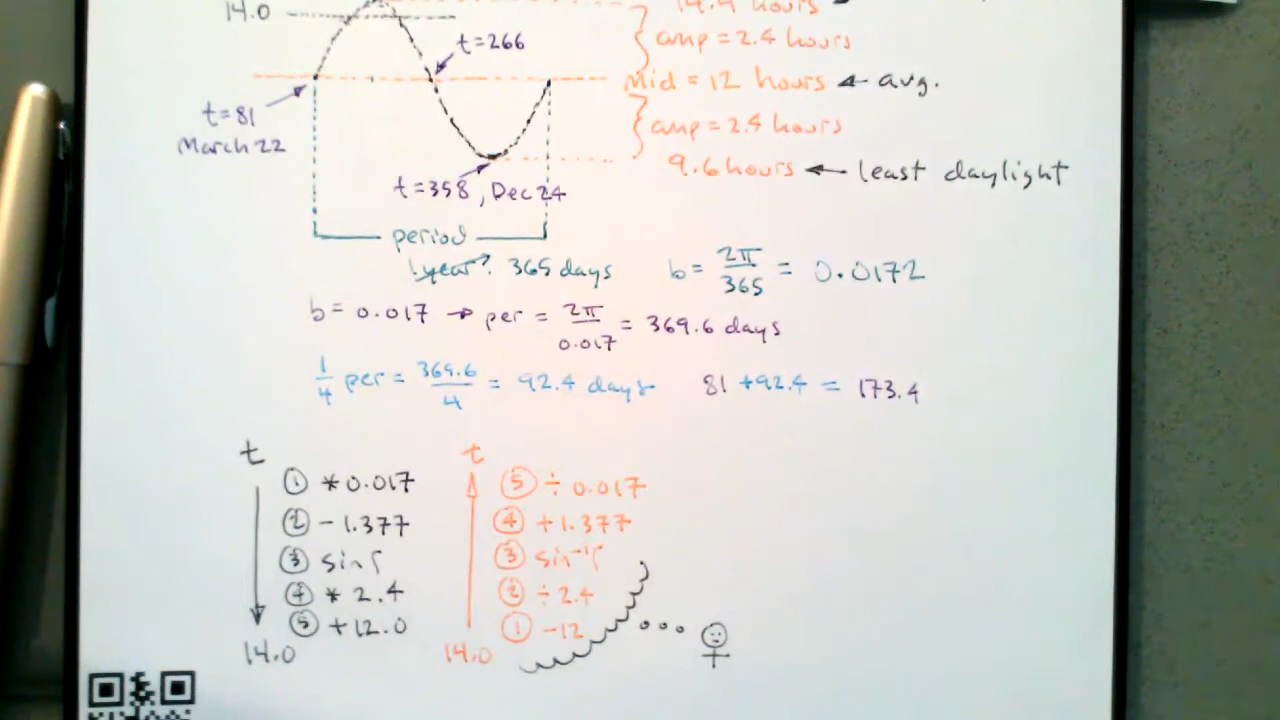 14.4 hours
14.0
amp = 2.4 hours
t=266
Mid = 12 hours ← avg.
t=81
March 22
amp = 2.4 hours
9.6 hours ← least daylight
t=358, Dec 24
period
1 year? 365 days
b = 2π/365 = 0.0172
b = 0.017 → per = 2π/0.017 = 369.6 days
1/4 per = 369.6/4 = 92.4 days
81 + 92.4 = 173.4
t
① * 0.017
② - 1.377
③ sin(
④ * 2.4
⑤ + 12.0
14.0
t
⑤ ÷ 0.017
④ + 1.377
③ sin⁻¹(
② ÷ 2.4
① - 12
14.0